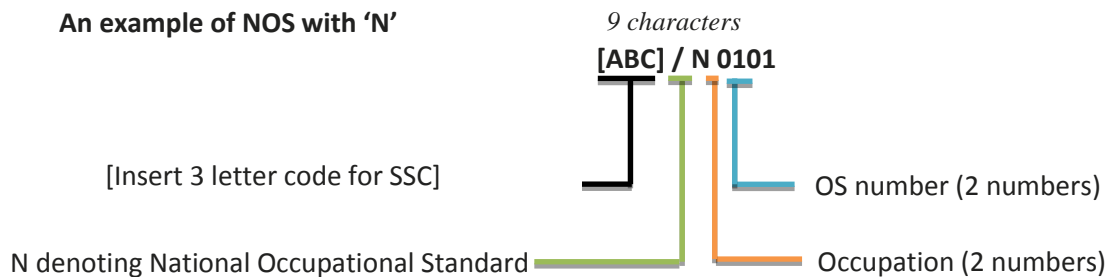 An example of NOS with ‘N’
9 characters
[ABC] / N 0101
[Insert 3 letter code for SSC]
OS number (2 numbers)
N denoting National Occupational Standard
Occupation (2 numbers)